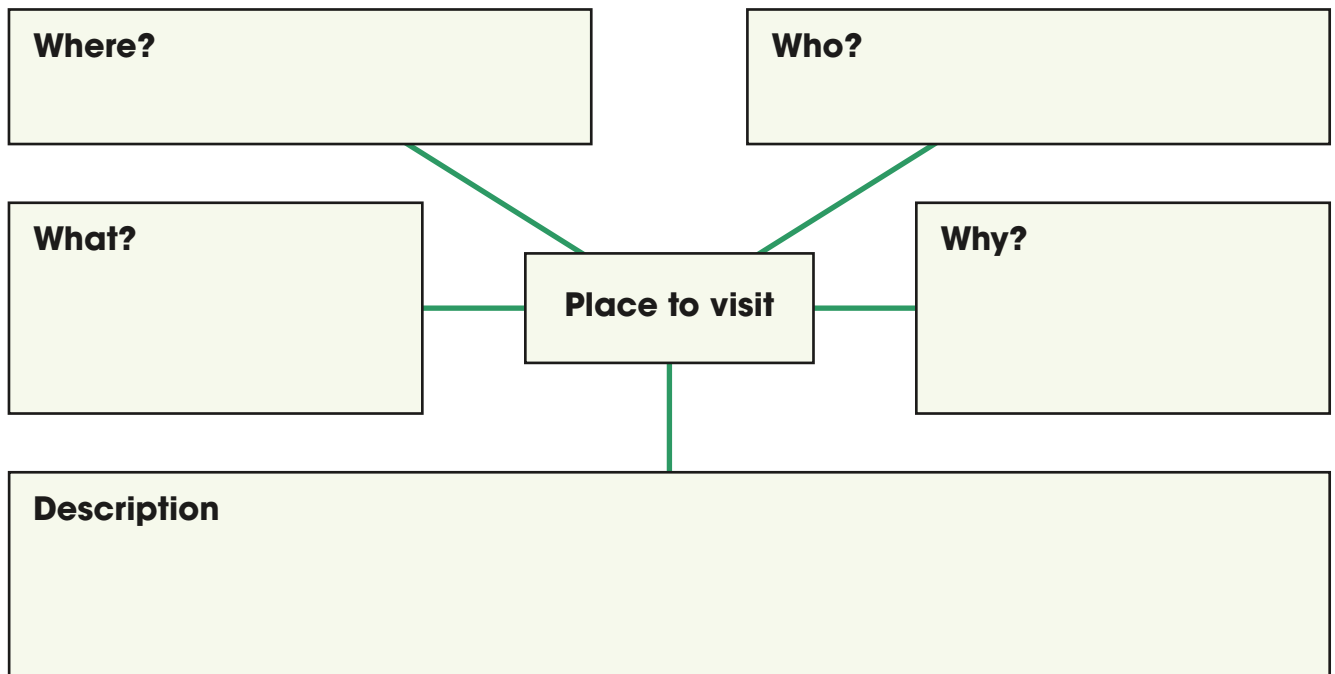 Where?
Who?
What?
Why?
Place to visit
Description